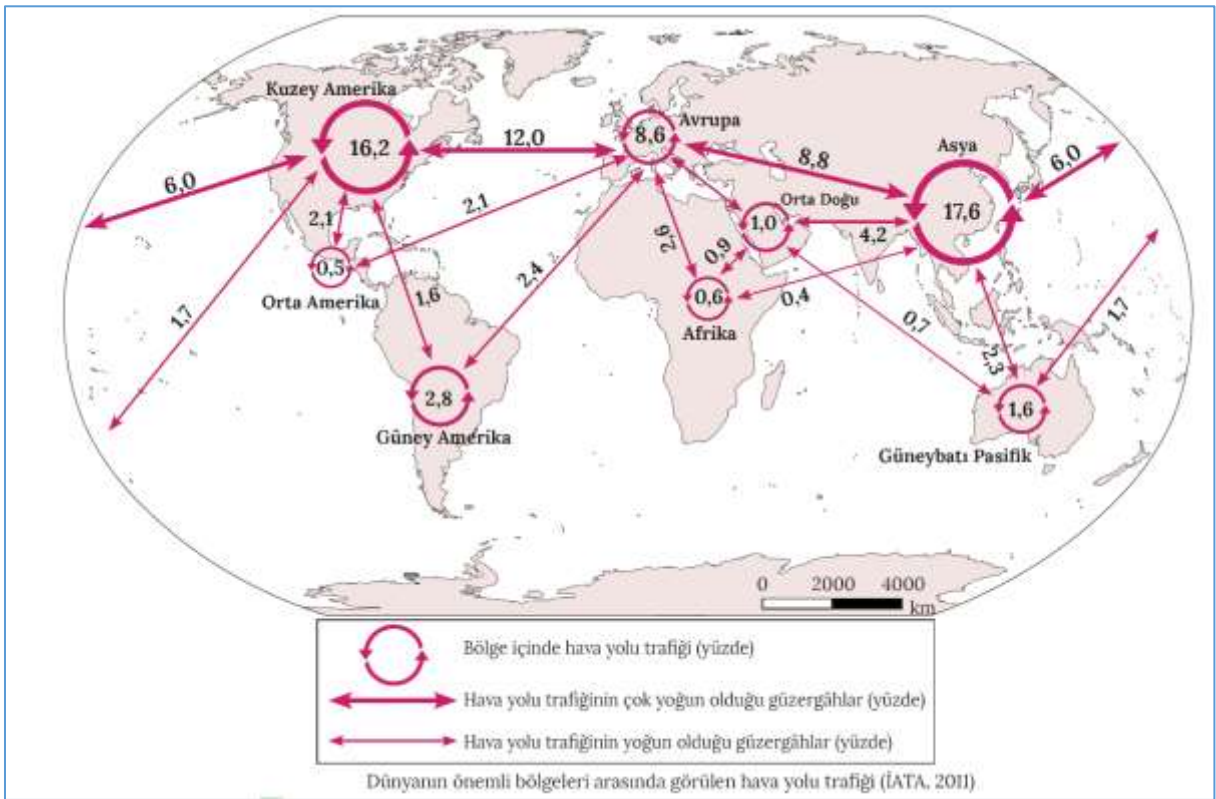 Kuzey Amerika
16,2
12,0
8,6
Avrupa
8,8
Asya
6,0
6,0
17,6
2,1
2,1
Orta Doğu
1,0
4,2
0,5
Orta Amerika
1,7
1,6
2,4
2,6
0,9
0,6
Afrika
0,4
0,7
2,3
1,7
2,8
Güney Amerika
1,6
Güneybatı Pasifik
0 2000 4000
km
Bölge içinde hava yolu trafiği (yüzde)
Hava yolu trafiğinin çok yoğun olduğu güzergâhlar (yüzde)
Hava yolu trafiğinin yoğun olduğu güzergâhlar (yüzde)
Dünyanın önemli bölgeleri arasında görülen hava yolu trafiği (İATA, 2011)